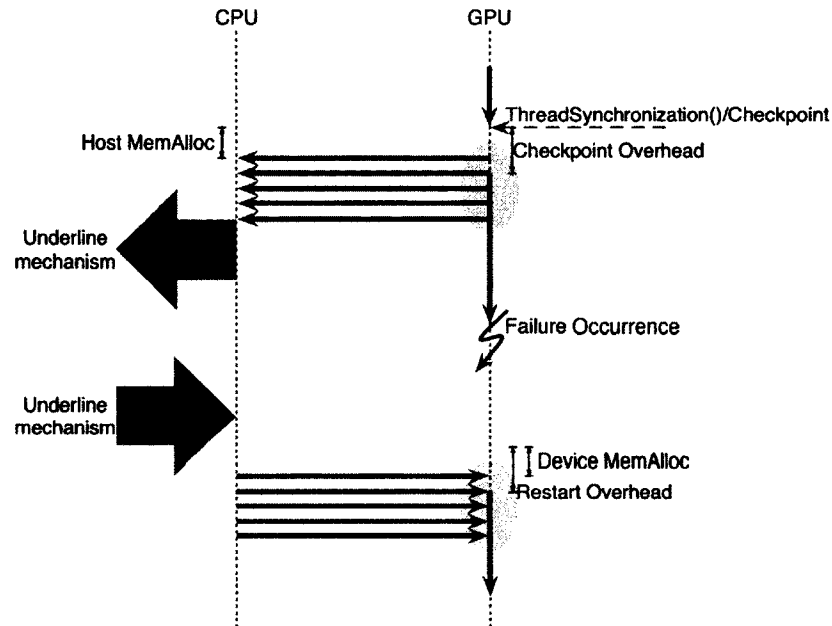 CPU
GPU
ThreadSynchronization()/Checkpoint
Host MemAlloc
Checkpoint Overhead
Underline
mechanism
Failure Occurrence
Underline
mechanism
Device MemAlloc
Restart Overhead